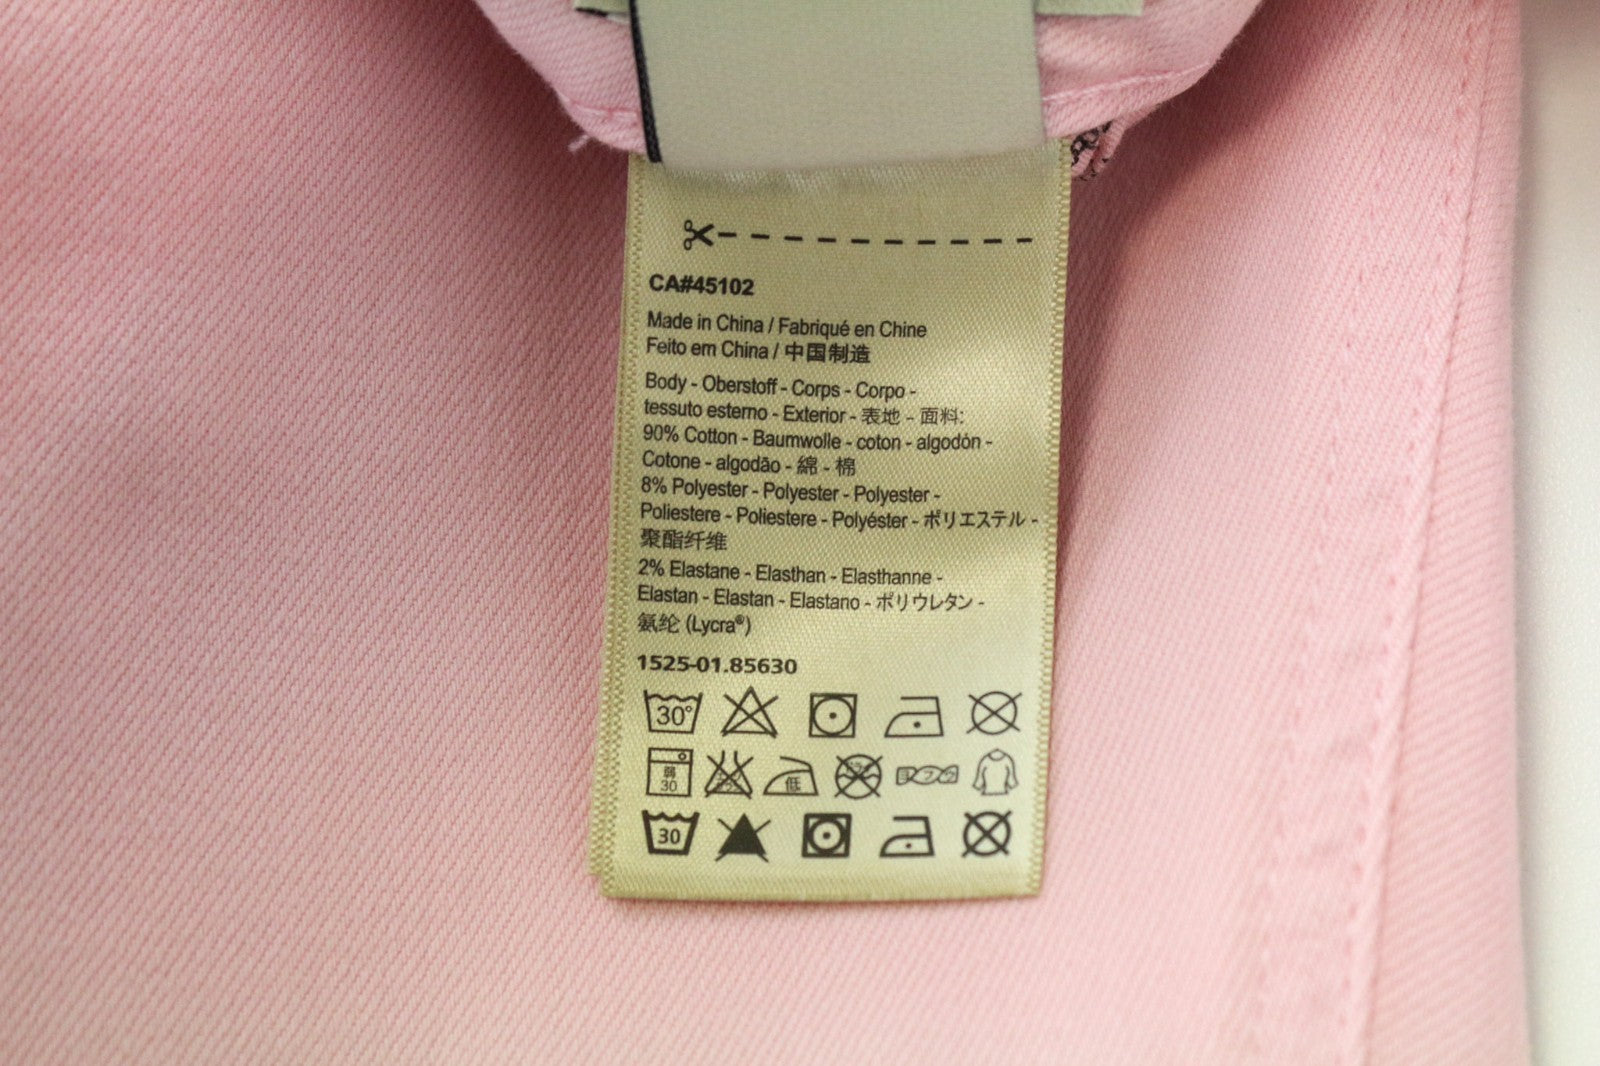 CA#45102
Made in China / Fabriqué en Chine
Feito em China / 中国制造
Body - Oberstoff - Corps - Corpo -
tessuto esterno - Exterior - 表地 - 面料:
90% Cotton - Baumwolle - coton - algodón -
Cotone - algodão - 綿 - 棉
8% Polyester - Polyester - Polyester -
Poliestere - Poliestere - Polyéster - ポリエステル -
聚酯纤维
2% Elastane - Elasthan - Elasthanne -
Elastan - Elastan - Elastano - ポリウレタン -
氨纶 (Lycra®)
1525-01.85630
30°
弱
30
低
30